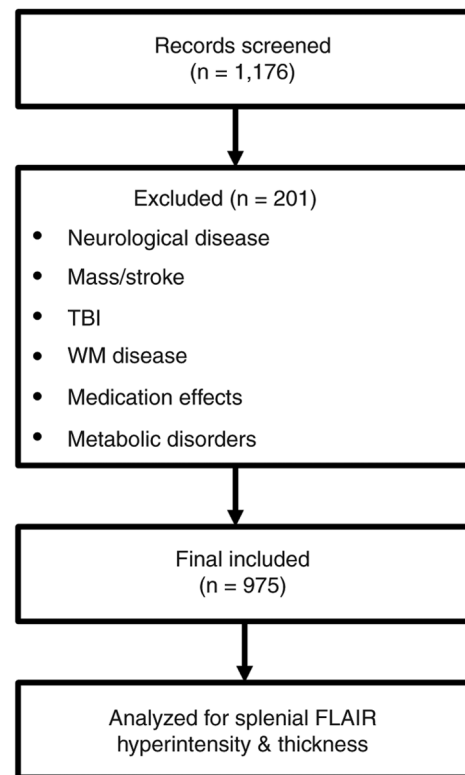 Records screened
(n = 1,176)
Excluded (n = 201)
• Neurological disease
• Mass/stroke
• TBI
• WM disease
• Medication effects
• Metabolic disorders
Final included
(n = 975)
Analyzed for splenial FLAIR
hyperintensity & thickness